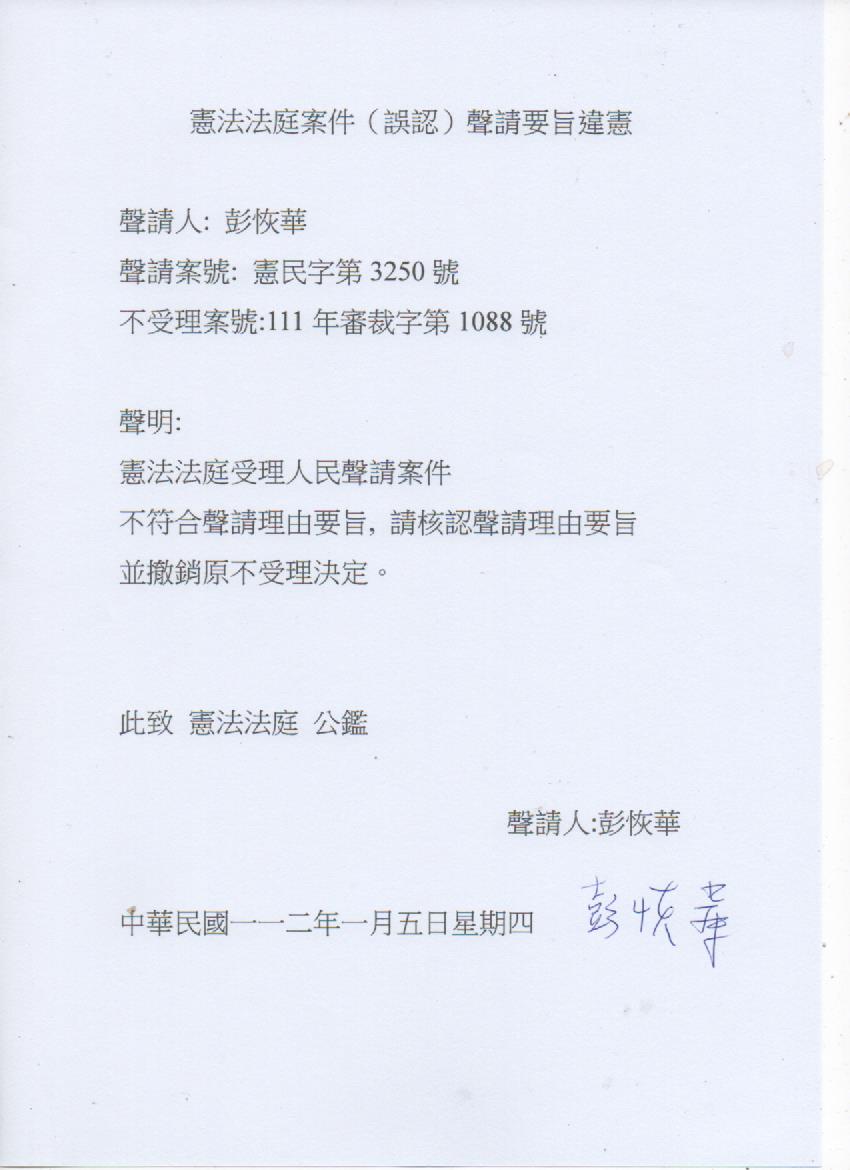 憲法法庭案件（誤認）聲請要旨違憲
聲請人: 彭恢華
聲請案號: 憲民字第 3250 號
不受理案號:111 年審裁字第 1088 號
聲明:
憲法法庭受理人民聲請案件
不符合聲請理由要旨, 請核認聲請理由要旨
並撤銷原不受理決定。
此致 憲法法庭 公鑑
聲請人:彭恢華
中華民國一一二年一月五日星期四
彭恢華